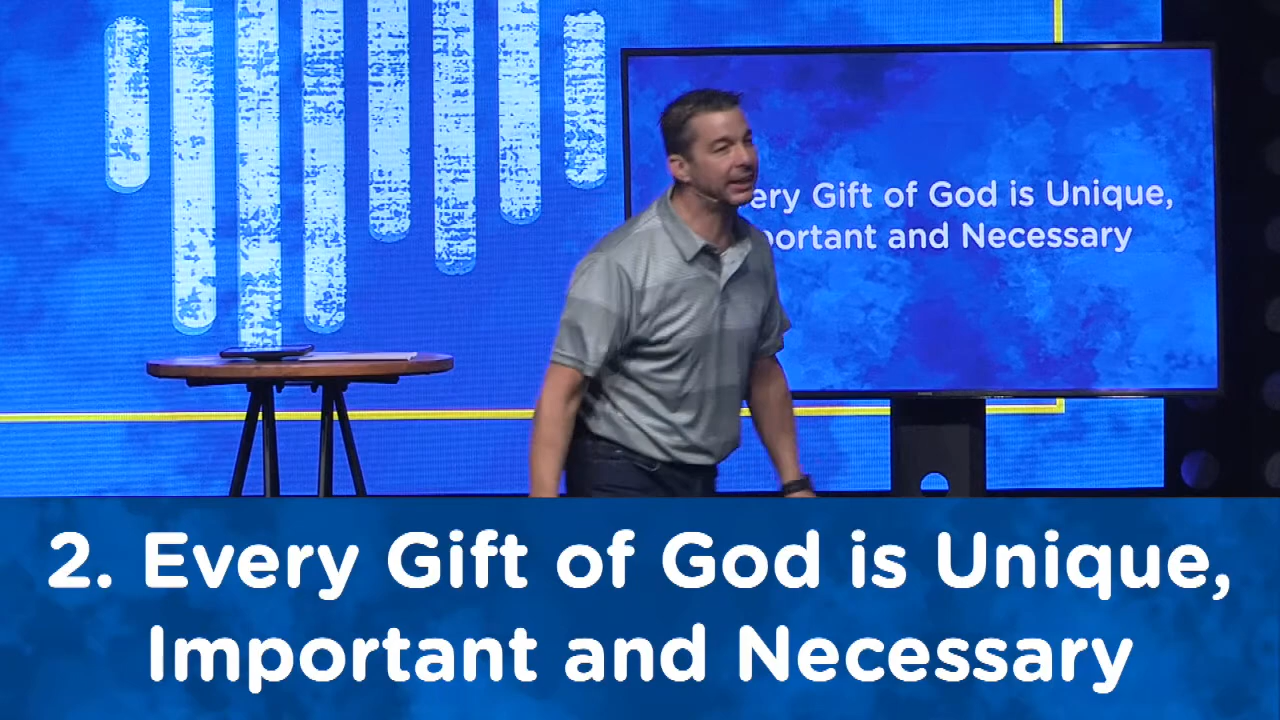 ery Gift of God is Unique,
portant and Necessary
2. Every Gift of God is Unique,
Important and Necessary